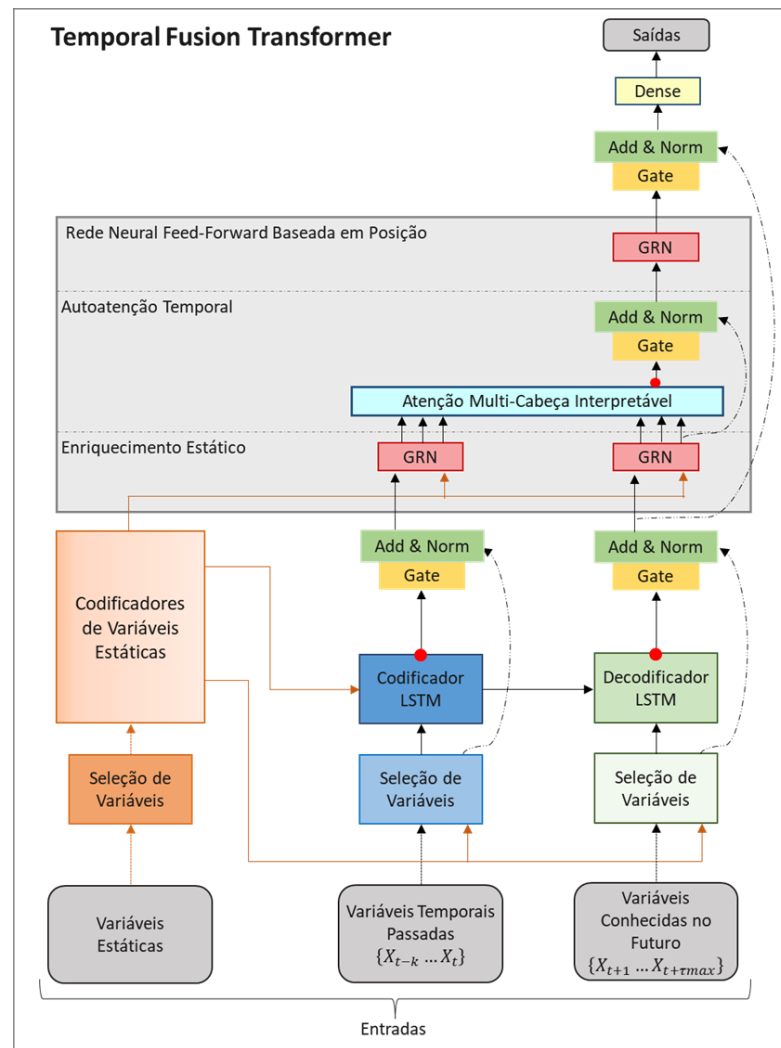 Temporal Fusion Transformer
Saídas
Dense
Add & Norm
Gate
Rede Neural Feed-Forward Baseada em Posição
GRN
Autoatenção Temporal
Add & Norm
Gate
Atenção Multi-Cabeça Interpretável
Enriquecimento Estático
GRN
GRN
Add & Norm
Gate
Add & Norm
Gate
Codificadores
de Variáveis
Estáticas
Codificador
LSTM
Decodificador
LSTM
Seleção de
Variáveis
Seleção de
Variáveis
Seleção de
Variáveis
Variáveis
Estáticas
Variáveis Temporais
Passadas
{X_{t−k} … X_t}
Variáveis
Conhecidas no
Futuro
{X_{t+1} … X_{t+τmax}}
Entradas